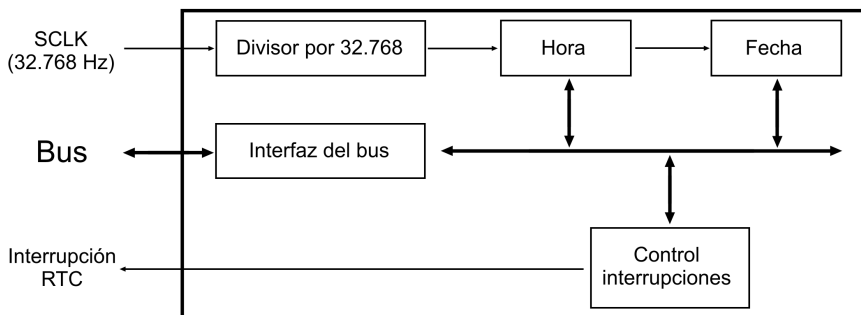 SCLK
(32.768 Hz)
Divisor por 32.768
Hora
Fecha
Bus
Interfaz del bus
Interrupción
RTC
Control
interrupciones